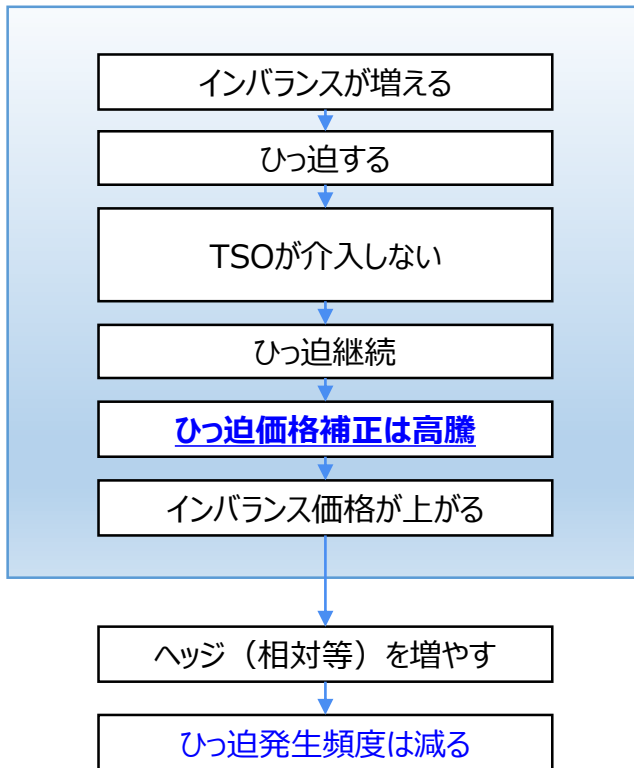 インバランスが増える
ひっ迫する
TSOが介入しない
ひっ迫継続
ひっ迫価格補正は高騰
インバランス価格が上がる
ヘッジ（相対等）を増やす
ひっ迫発生頻度は減る